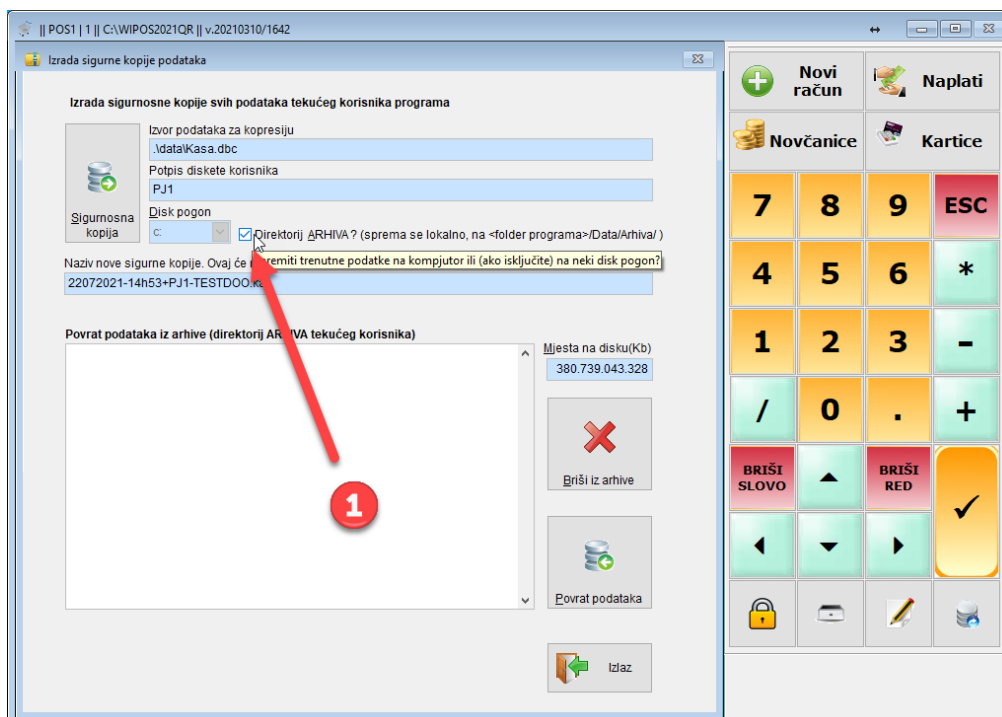 || POS1 | 1 || C:\WIPOS2021QR || v.20210310/1642
Izrada sigurne kopije podataka
Izrada sigurnosne kopije svih podataka tekućeg korisnika programa
Izvor podataka za kopresiju
.\data\Kasa.dbc
Potpis diskete korisnika
PJ1
Sigurnosna kopija
Disk pogon
c:
Direktorij ARHIVA ? (sprema se lokalno, na <folder programa>/Data/Arhiva/ )
Naziv nove sigurne kopije. Ovaj će
premiti trenutne podatke na kompjutor ili (ako isključite) na neki disk pogon?
22072021-14h53+PJ1-TESTDOO
Povrat podataka iz arhive (direktorij ARHIVA tekućeg korisnika)
Mjesta na disku(Kb)
380.739.043.328
Briši iz arhive
Povrat podataka
Izlaz
1
Novi račun
Naplati
Novčanice
Kartice
7 8 9 ESC
4 5 6 *
1 2 3 -
/ 0 . +
BRIŠI SLOVO
BRIŠI RED